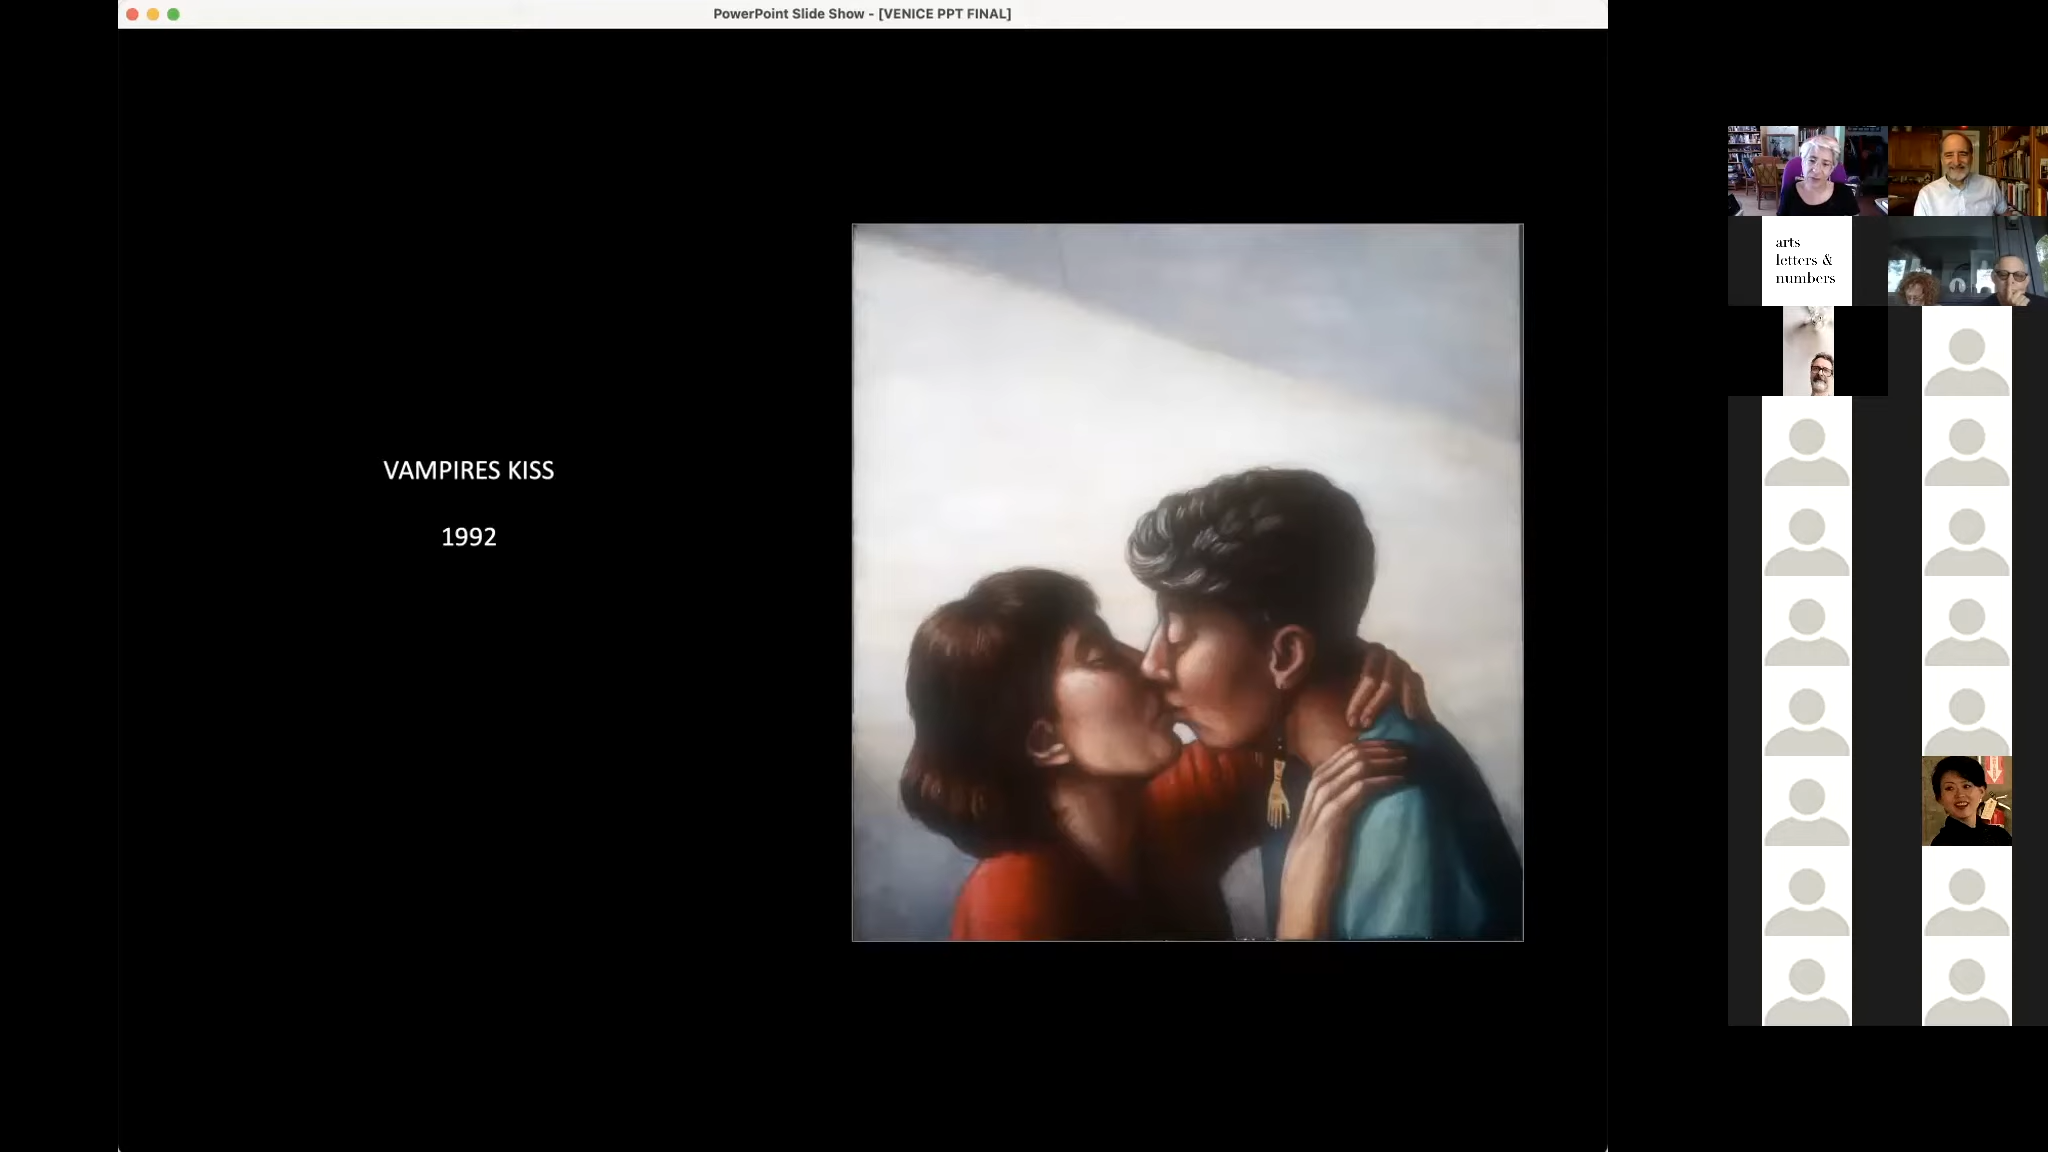 PowerPoint Slide Show - [VENICE PPT FINAL]
VAMPIRES KISS
1992
arts
letters &
numbers